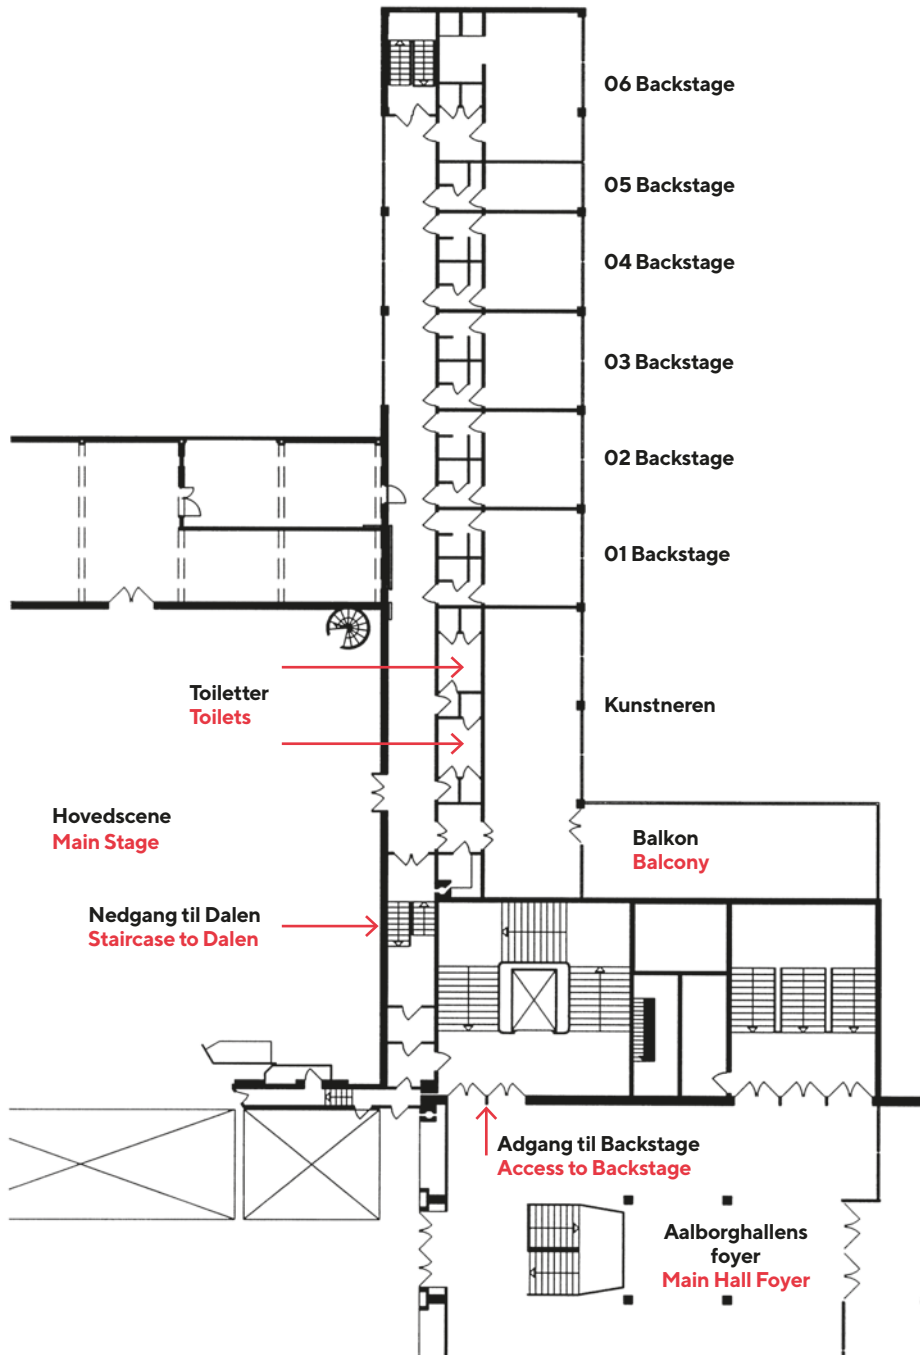 06 Backstage
05 Backstage
04 Backstage
03 Backstage
02 Backstage
01 Backstage
Toiletter
Toilets
Kunstneren
Hovedscene
Main Stage
Balkon
Balcony
Nedgang til Dalen
Staircase to Dalen
Adgang til Backstage
Access to Backstage
Aalborghallens
foyer
Main Hall Foyer